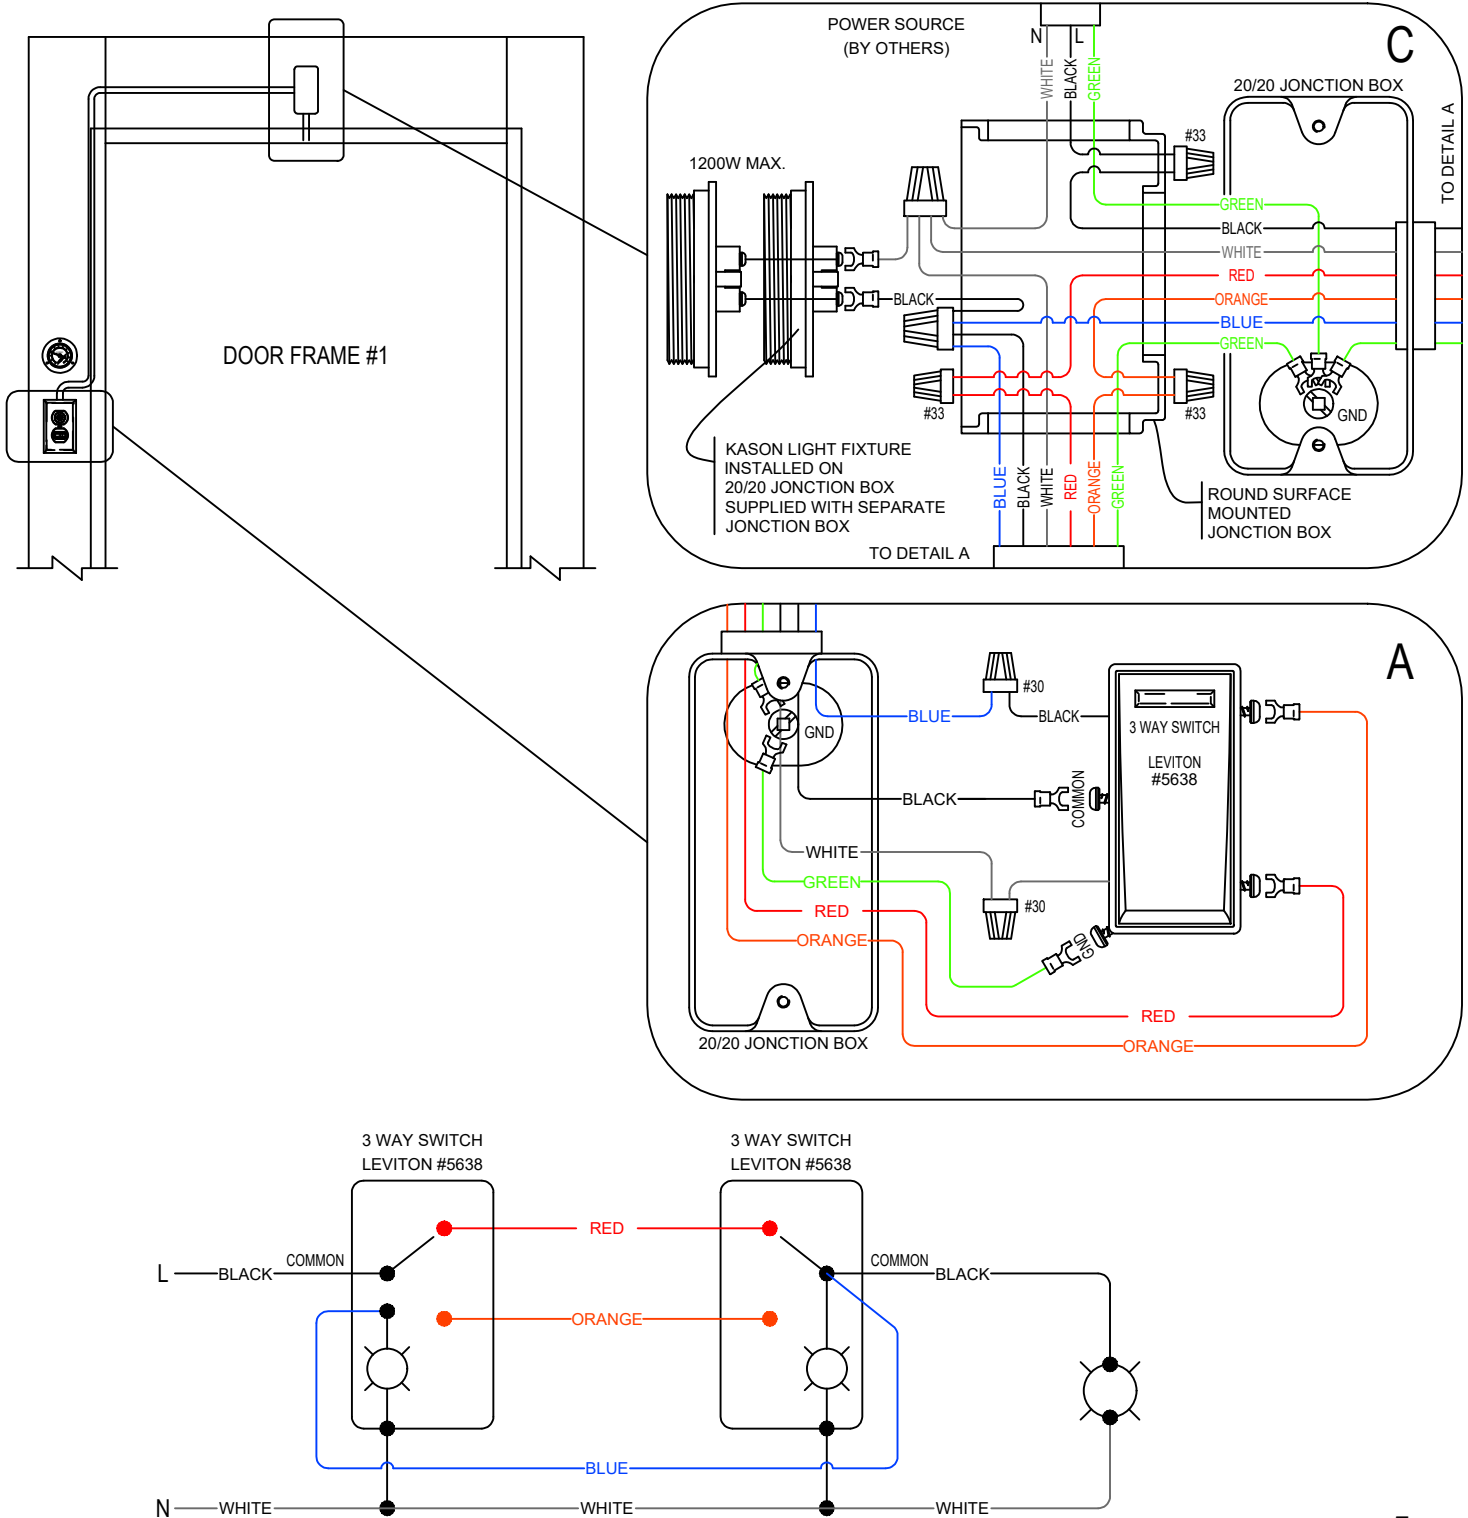 DOOR FRAME #1
POWER SOURCE
(BY OTHERS)
N
L
C
WHITE
BLACK
GREEN
20/20 JONCTION BOX
TO DETAIL A
#33
1200W MAX.
GREEN
BLACK
WHITE
RED
ORANGE
BLUE
GREEN
BLACK
#33
#33
GND
KASON LIGHT FIXTURE
INSTALLED ON
20/20 JONCTION BOX
SUPPLIED WITH SEPARATE
JONCTION BOX
BLUE
BLACK
WHITE
RED
ORANGE
GREEN
ROUND SURFACE
MOUNTED
JONCTION BOX
TO DETAIL A
A
#30
BLUE
BLACK
3 WAY SWITCH
LEVITON
#5638
GND
BLACK
COMMON
WHITE
GREEN
#30
RED
ORANGE
GND
RED
ORANGE
20/20 JONCTION BOX
3 WAY SWITCH
LEVITON #5638
3 WAY SWITCH
LEVITON #5638
RED
L
BLACK
COMMON
COMMON
BLACK
ORANGE
BLUE
N
WHITE
WHITE
WHITE